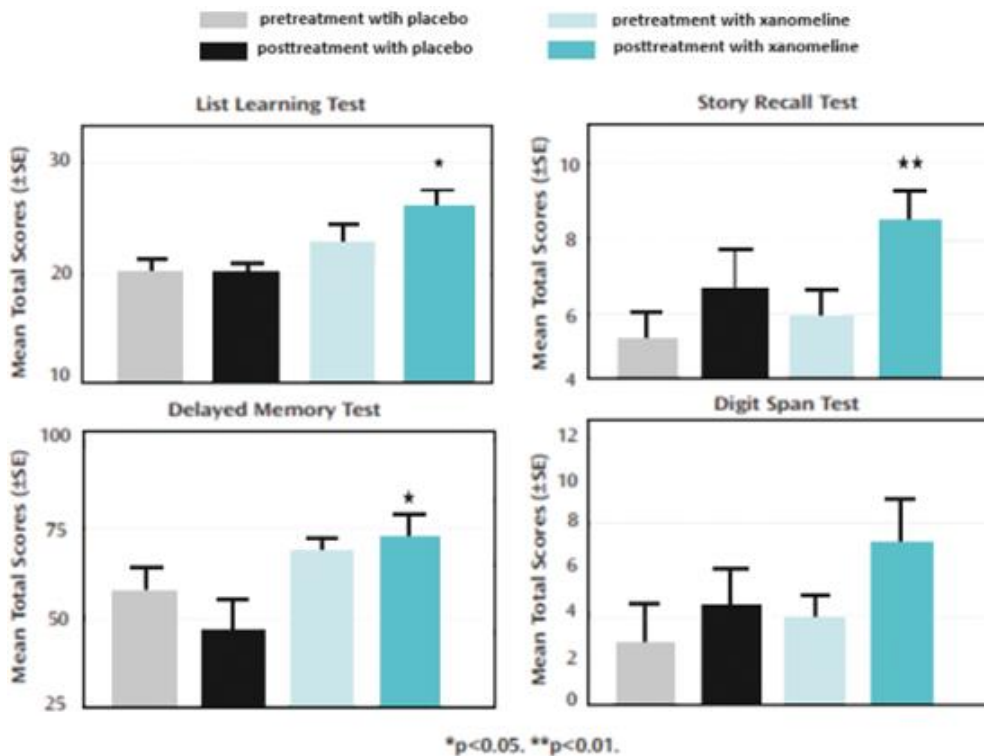 pretreatment wtih placebo
pretreatment with xanomeline
posttreatment with placebo
posttreatment with xanomeline
List Learning Test
Mean Total Scores (±SE)
30
20
10
*
Story Recall Test
Mean Total Scores (±SE)
10
8
6
4
**
Delayed Memory Test
Mean Total Scores (±SE)
100
75
50
25
*
Digit Span Test
Mean Total Scores (±SE)
12
10
8
6
4
2
0
*p<0.05. **p<0.01.